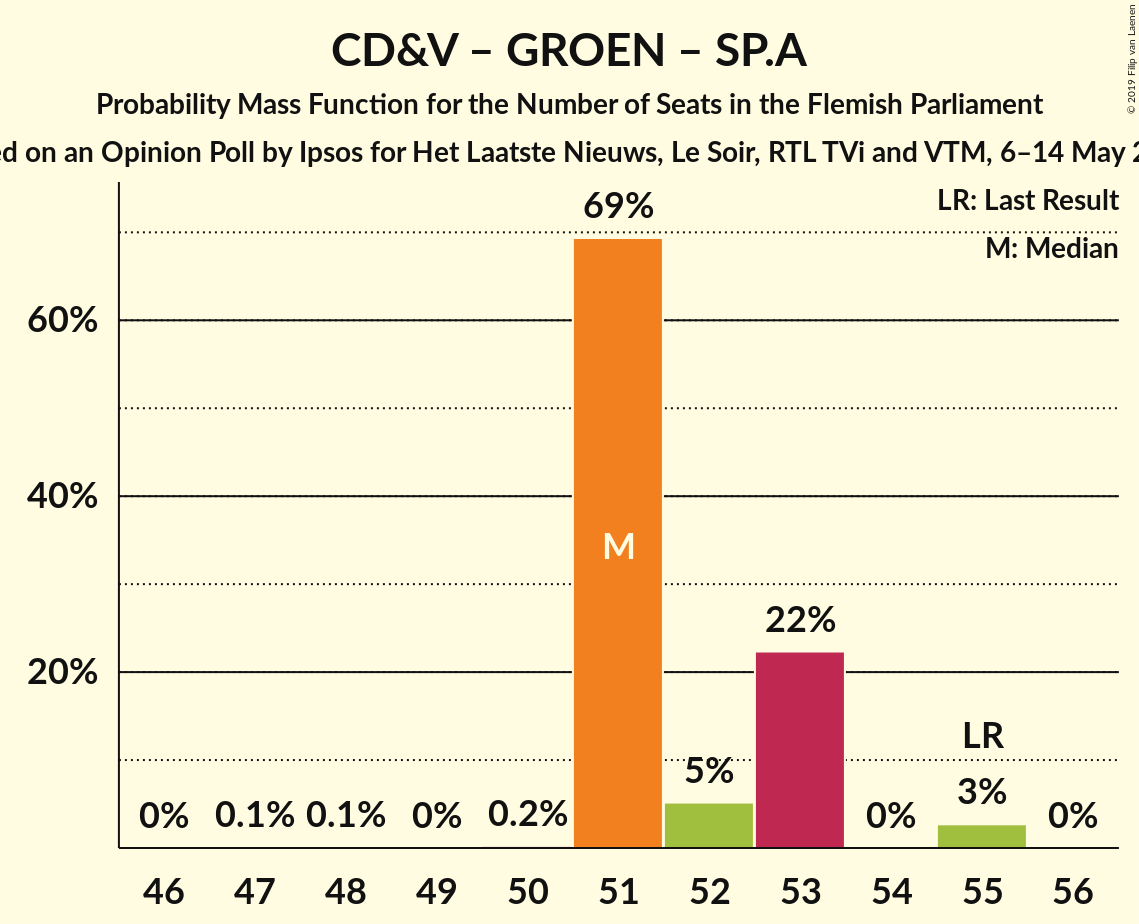 CD&V – GROEN – SP.A
Probability Mass Function for the Number of Seats in the Flemish Parliament
on an Opinion Poll by Ipsos for Het Laatste Nieuws, Le Soir, RTL TVi and VTM, 6–14 May
© 2019 Filip van Laenen
LR: Last Result
M: Median
60%
40%
20%
69%
M
22%
LR
5%
3%
0% 0.1% 0.1% 0% 0.2% 0% 0%
46 47 48 49 50 51 52 53 54 55 56